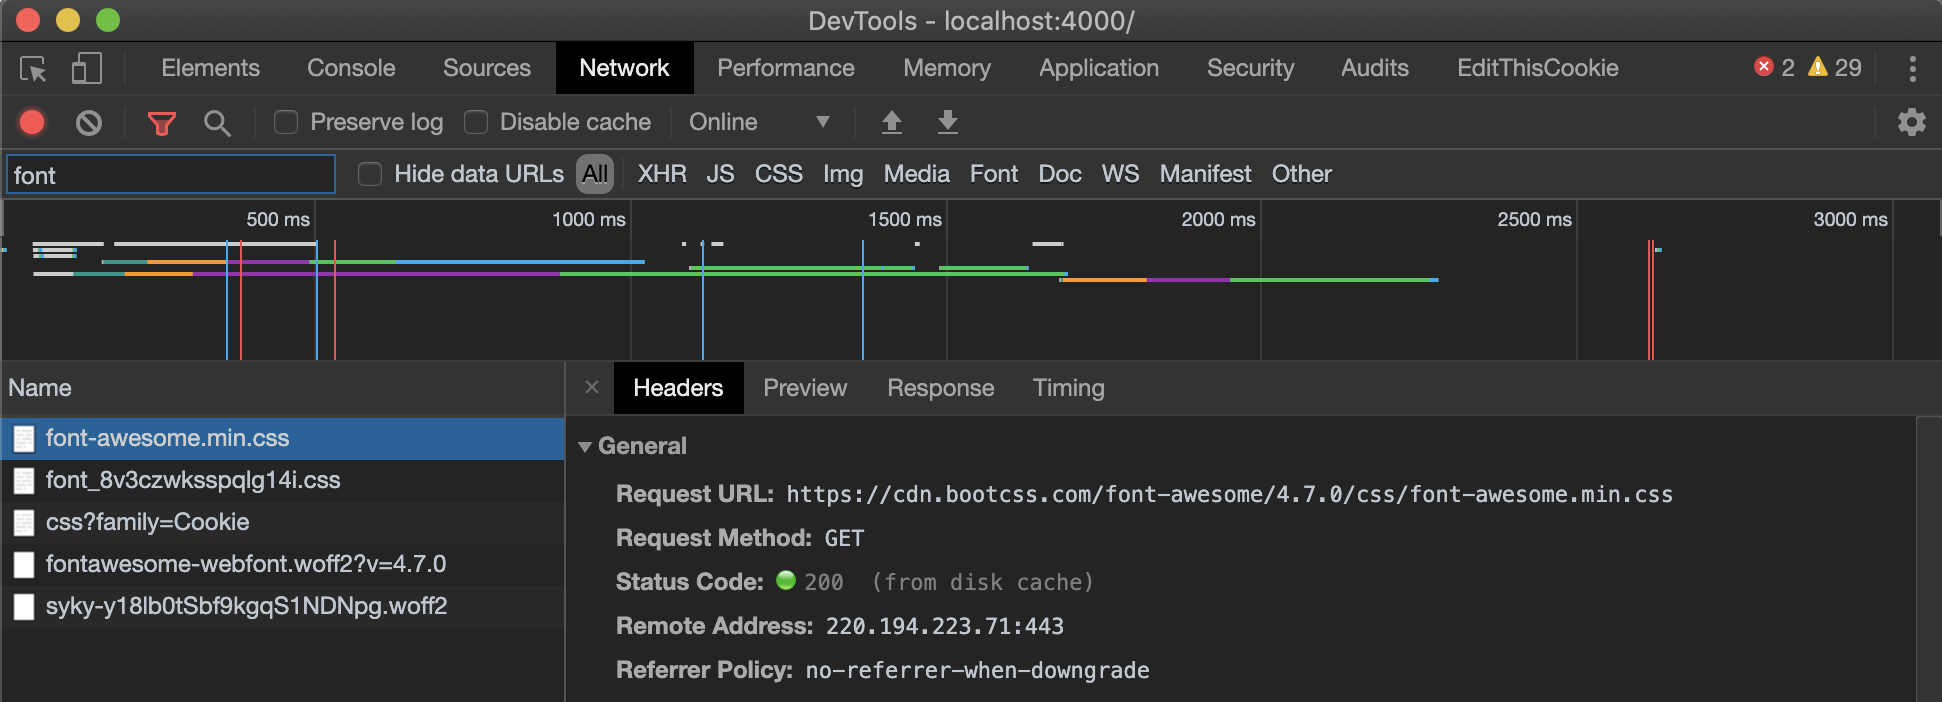 DevTools - localhost:4000/
Elements Console Sources Network Performance Memory Application Security Audits EditThisCookie 2 29
Preserve log Disable cache Online
font Hide data URLs All XHR JS CSS Img Media Font Doc WS Manifest Other
500 ms 1000 ms 1500 ms 2000 ms 2500 ms 3000 ms
Name
font-awesome.min.css
font_8v3czwksspqlg14i.css
css?family=Cookie
fontawesome-webfont.woff2?v=4.7.0
syky-y18lb0tSbf9kgqS1NDNpg.woff2
× Headers Preview Response Timing
General
Request URL: https://cdn.bootcss.com/font-awesome/4.7.0/css/font-awesome.min.css
Request Method: GET
Status Code: 200 (from disk cache)
Remote Address: 220.194.223.71:443
Referrer Policy: no-referrer-when-downgrade